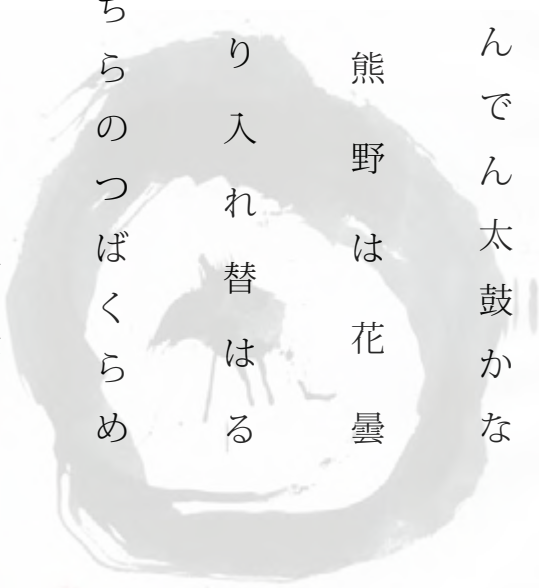 んでん太鼓かな
熊野は花曇
り入れ替はる
ちらのつばくらめ